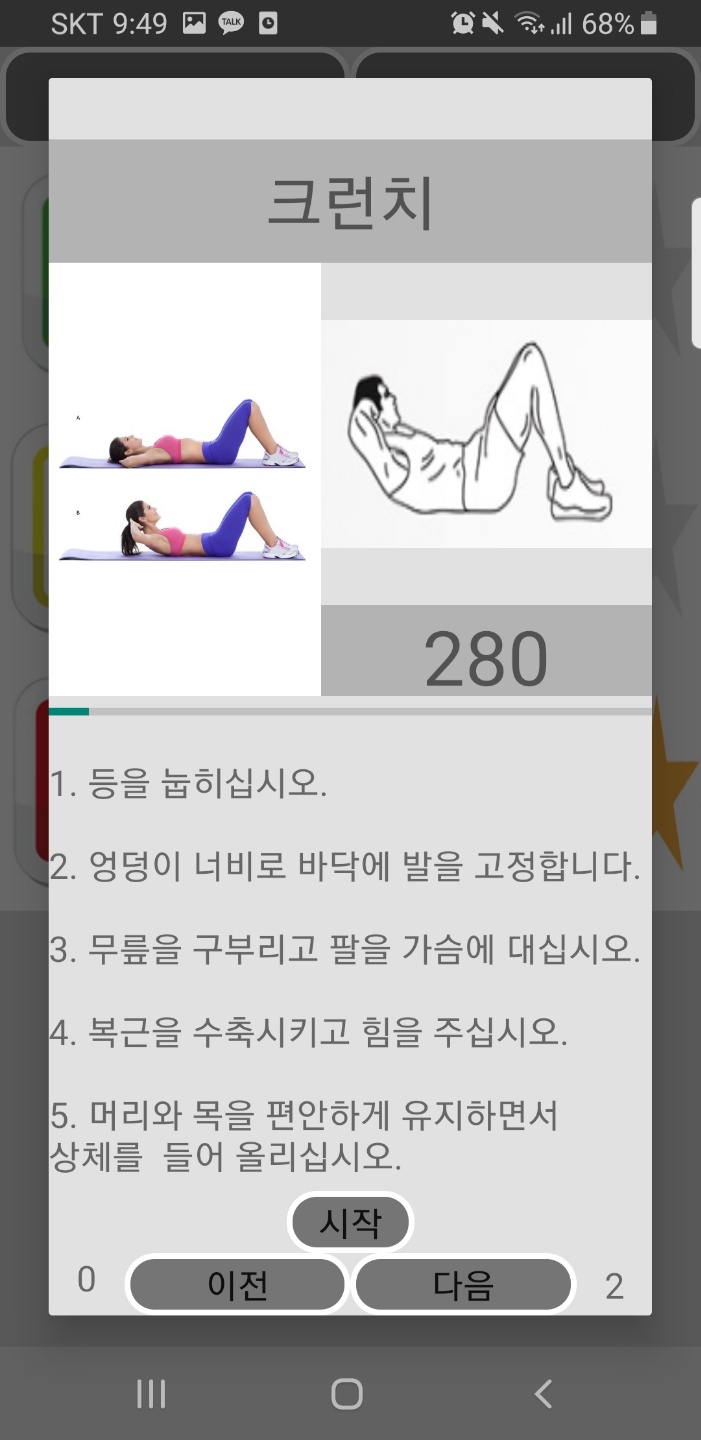 SKT 9:49 TALK 68%
크런치
A
B
280
1. 등을 눕히십시오.
2. 엉덩이 너비로 바닥에 발을 고정합니다.
3. 무릎을 구부리고 팔을 가슴에 대십시오.
4. 복근을 수축시키고 힘을 주십시오.
5. 머리와 목을 편안하게 유지하면서
상체를 들어 올리십시오.
시작
0 이전 다음 2